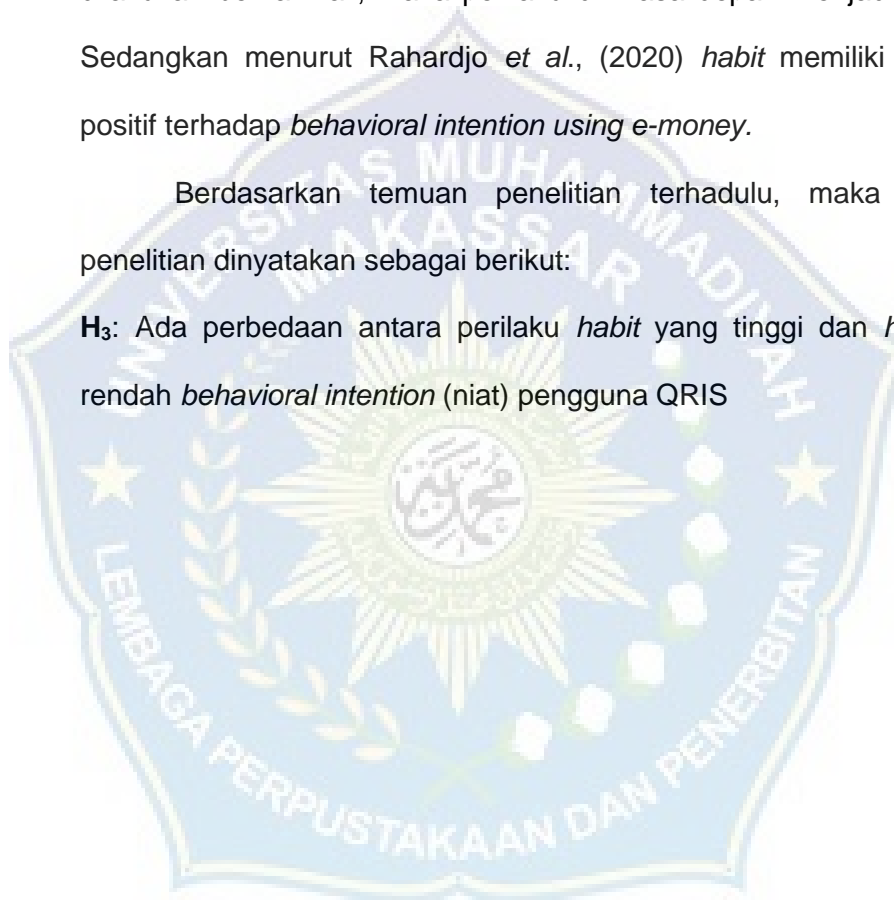 Sedangkan menurut Rahardjo et al., (2020) habit memiliki
positif terhadap behavioral intention using e-money.
Berdasarkan temuan penelitian terhadulu, maka
penelitian dinyatakan sebagai berikut:
H₃: Ada perbedaan antara perilaku habit yang tinggi dan
rendah behavioral intention (niat) pengguna QRIS
UNIVERSITAS MUHAMMADIYAH
MAKASSAR
LEMBAGA PERPUSTAKAAN DAN PENERBITAN